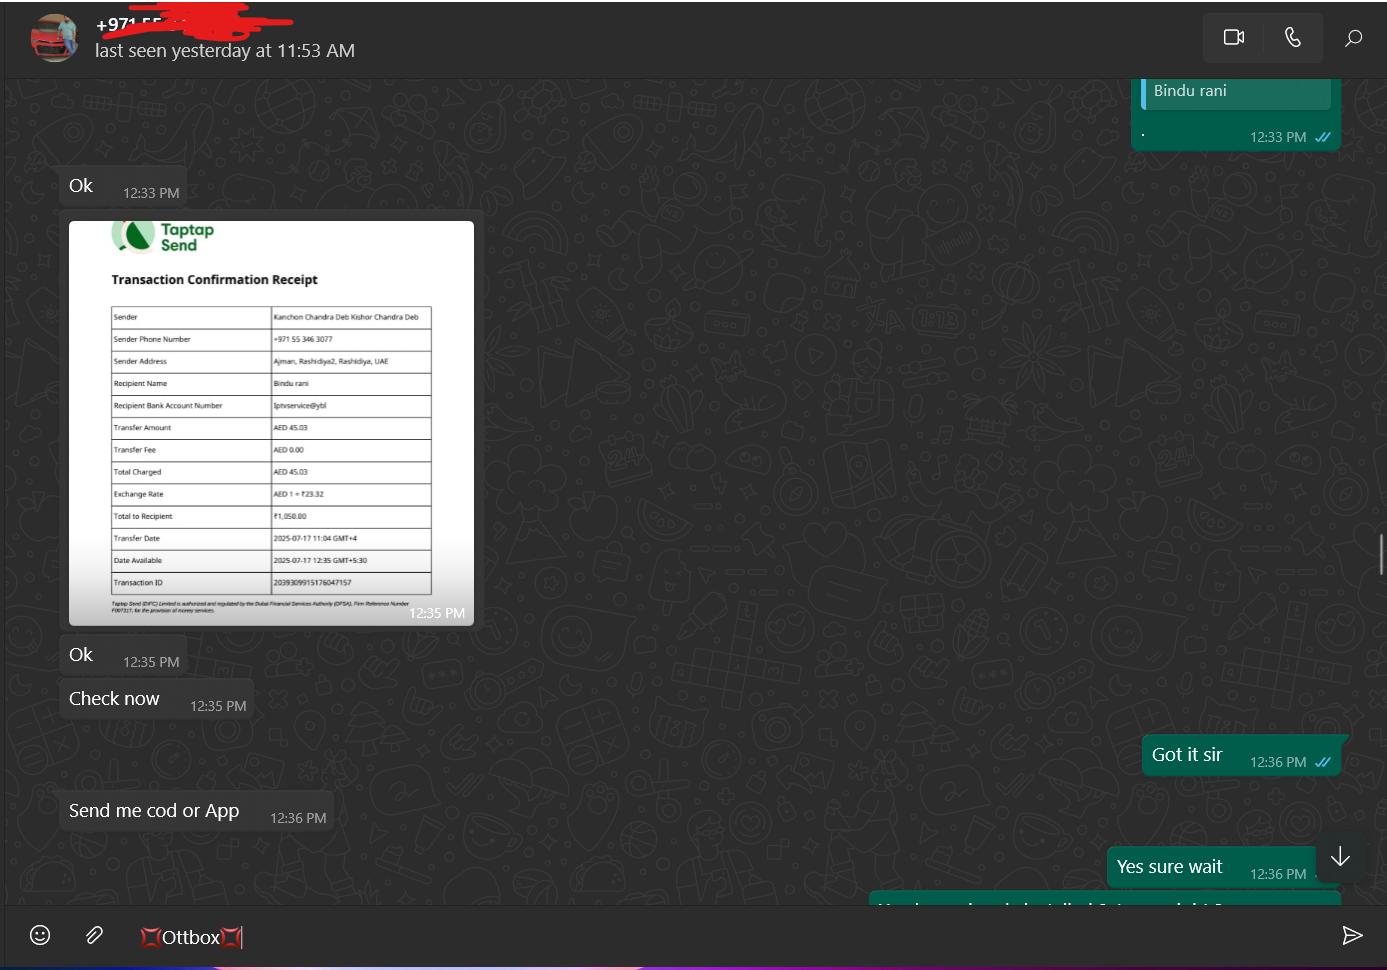 +971 55
last seen yesterday at 11:53 AM
Bindu rani
.
12:33 PM
Ok
12:33 PM
Taptap
Send
Transaction Confirmation Receipt
Sender Kanchon Chandra Deb Kishor Chandra Deb
Sender Phone Number +971 55 346 3077
Sender Address Ajman, Rashidiya2, Rashidiya, UAE
Recipient Name Bindu rani
Recipient Bank Account Number Iptvservice@ybl
Transfer Amount AED 45.03
Transfer Fee AED 0.00
Total Charged AED 45.03
Exchange Rate AED 1 = ₹23.32
Total to Recipient ₹1,050.00
Transfer Date 2025-07-17 11:04 GMT+4
Date Available 2025-07-17 12:35 GMT+5:30
Transaction ID 2039309915176047157
Taptap Send (DIFC) Limited is authorized and regulated by the Dubai Financial Services Authority (DFSA), Firm Reference Number
F007317, for the provision of money services.
12:35 PM
Ok
12:35 PM
Check now
12:35 PM
Got it sir
12:36 PM
Send me cod or App
12:36 PM
Yes sure wait
12:36 PM
💢Ottbox💢